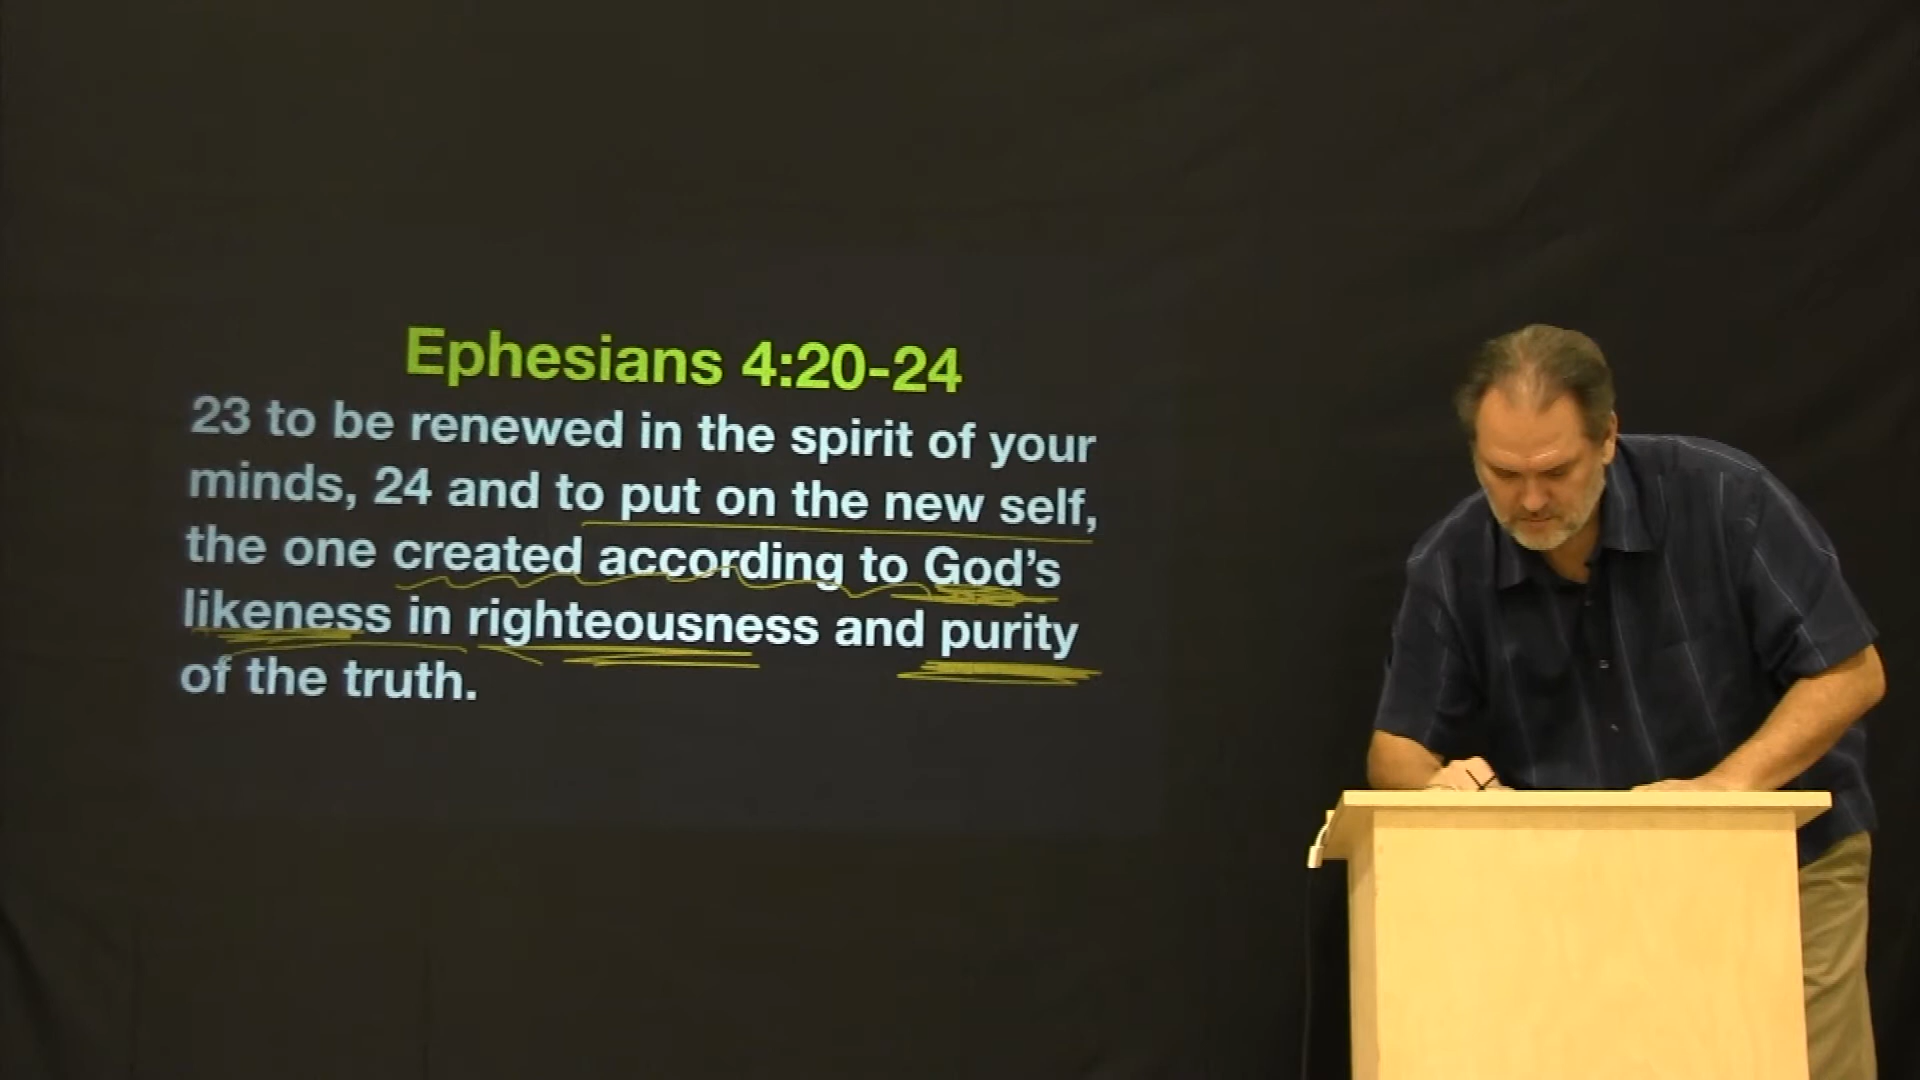 Ephesians 4:20-24
23 to be renewed in the spirit of your
minds, 24 and to put on the new self,
the one created according to God’s
likeness in righteousness and purity
of the truth.